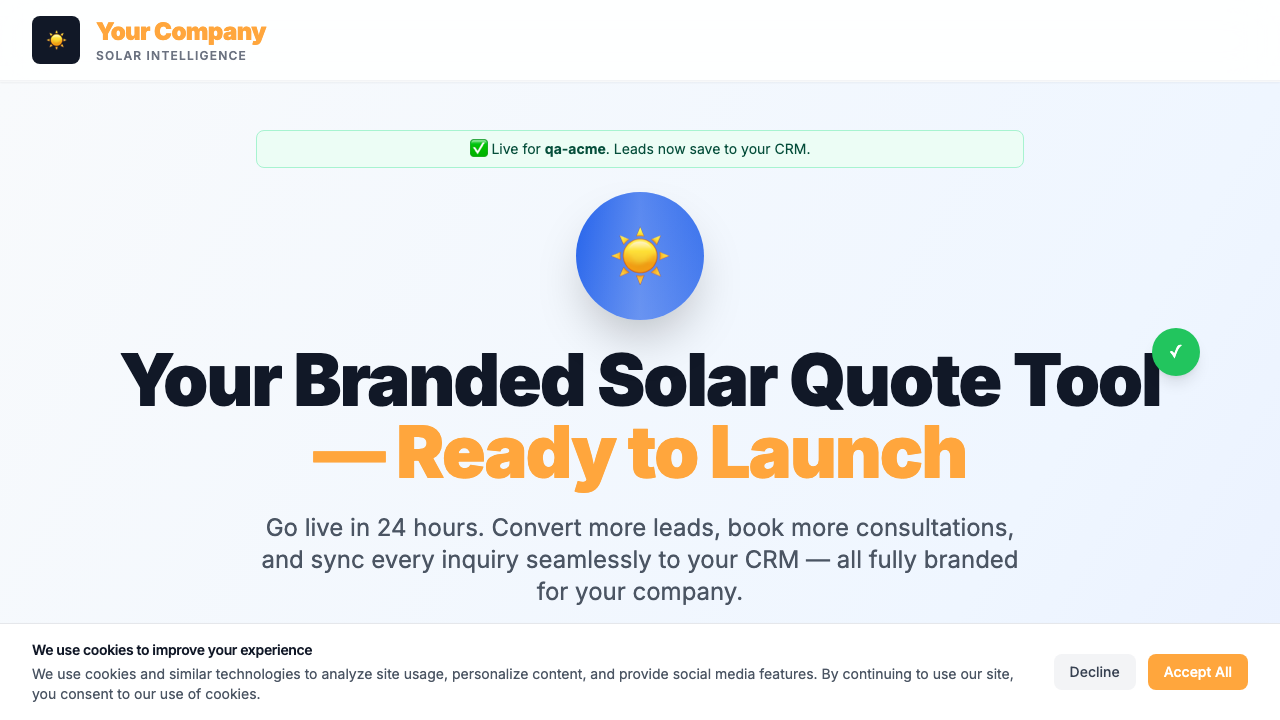 Your Company
SOLAR INTELLIGENCE
✅ Live for qa-acme. Leads now save to your CRM.
✓
Your Branded Solar Quote Tool
— Ready to Launch
Go live in 24 hours. Convert more leads, book more consultations,
and sync every inquiry seamlessly to your CRM — all fully branded
for your company.
We use cookies to improve your experience
We use cookies and similar technologies to analyze site usage, personalize content, and provide social media features. By continuing to use our site,
you consent to our use of cookies.
Decline
Accept All